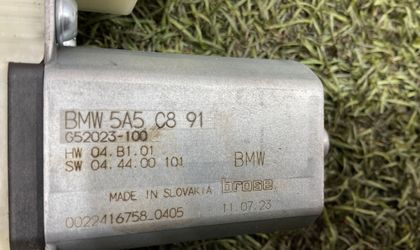 BMW 5A5 C8 91
G52023-100
HW 04.B1.01
SW 04.44.00 101 BMW
MADE IN SLOVAKIA brose
0022416758_0405 11.07.23